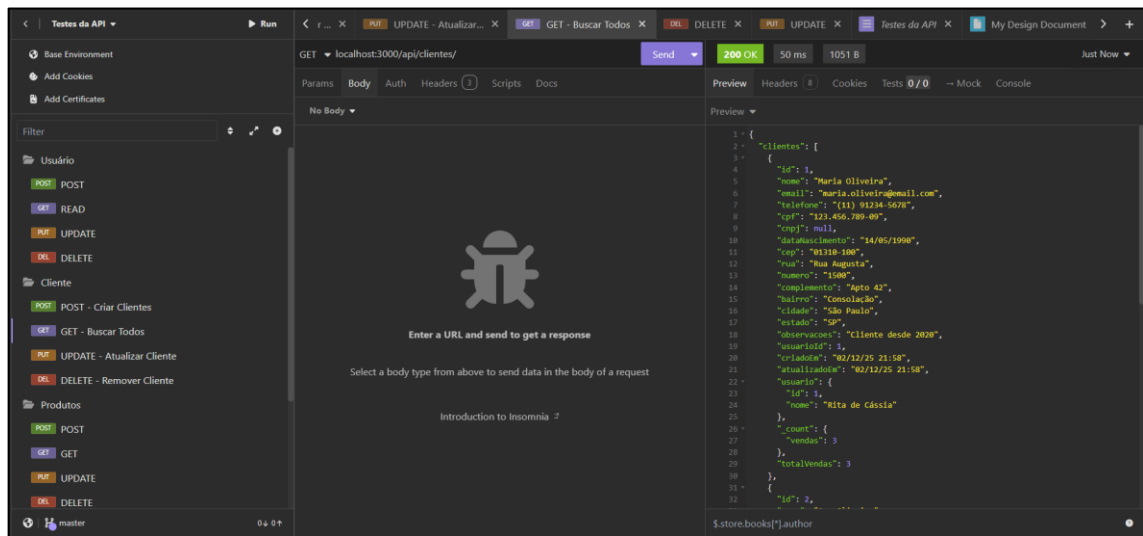 Testes da API
Run
Base Environment
Add Cookies
Add Certificates
Filter
Usuário
POST POST
GET READ
PUT UPDATE
DEL DELETE
Cliente
POST POST - Criar Clientes
GET GET - Buscar Todos
PUT UPDATE - Atualizar Cliente
DEL DELETE - Remover Cliente
Produtos
POST POST
GET GET
PUT UPDATE
DEL DELETE
master 0↓ 0↑
r ... PUT UPDATE - Atualizar... GET GET - Buscar Todos DEL DELETE PUT UPDATE Testes da API My Design Document
GET localhost:3000/api/clientes/ Send
Params Body Auth Headers 3 Scripts Docs
No Body
Enter a URL and send to get a response
Select a body type from above to send data in the body of a request
Introduction to Insomnia
200 OK 50 ms 1051 B Just Now
Preview Headers 8 Cookies Tests 0 / 0 → Mock Console
Preview
1 {
2 "clientes": [
3 {
4 "id": 1,
5 "nome": "Maria Oliveira",
6 "email": "maria.oliveira@email.com",
7 "telefone": "(11) 91234-5678",
8 "cpf": "123.456.789-09",
9 "cnpj": null,
10 "dataNascimento": "14/05/1990",
11 "cep": "01310-100",
12 "rua": "Rua Augusta",
13 "numero": "1500",
14 "complemento": "Apto 42",
15 "bairro": "Consolação",
16 "cidade": "São Paulo",
17 "estado": "SP",
18 "observacoes": "Cliente desde 2020",
19 "usuarioId": 1,
20 "criadoEm": "02/12/25 21:58",
21 "atualizadoEm": "02/12/25 21:58",
22 "usuario": {
23 "id": 1,
24 "nome": "Rita de Cássia"
25 },
26 "_count": {
27 "vendas": 3
28 },
29 "totalVendas": 3
30 },
31 {
32 "id": 2,
$.store.books[*].author